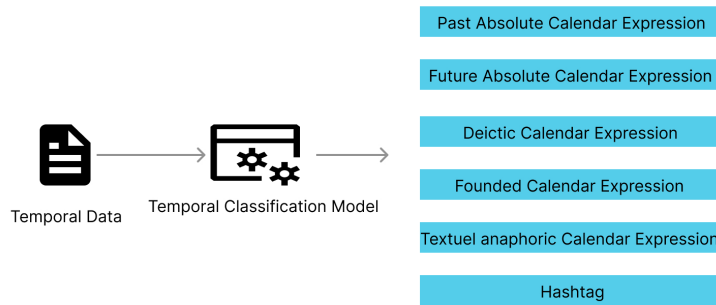 Past Absolute Calendar Expression
Future Absolute Calendar Expression
Deictic Calendar Expression
Founded Calendar Expression
Textuel anaphoric Calendar Expression
Hashtag
Temporal Data
Temporal Classification Model